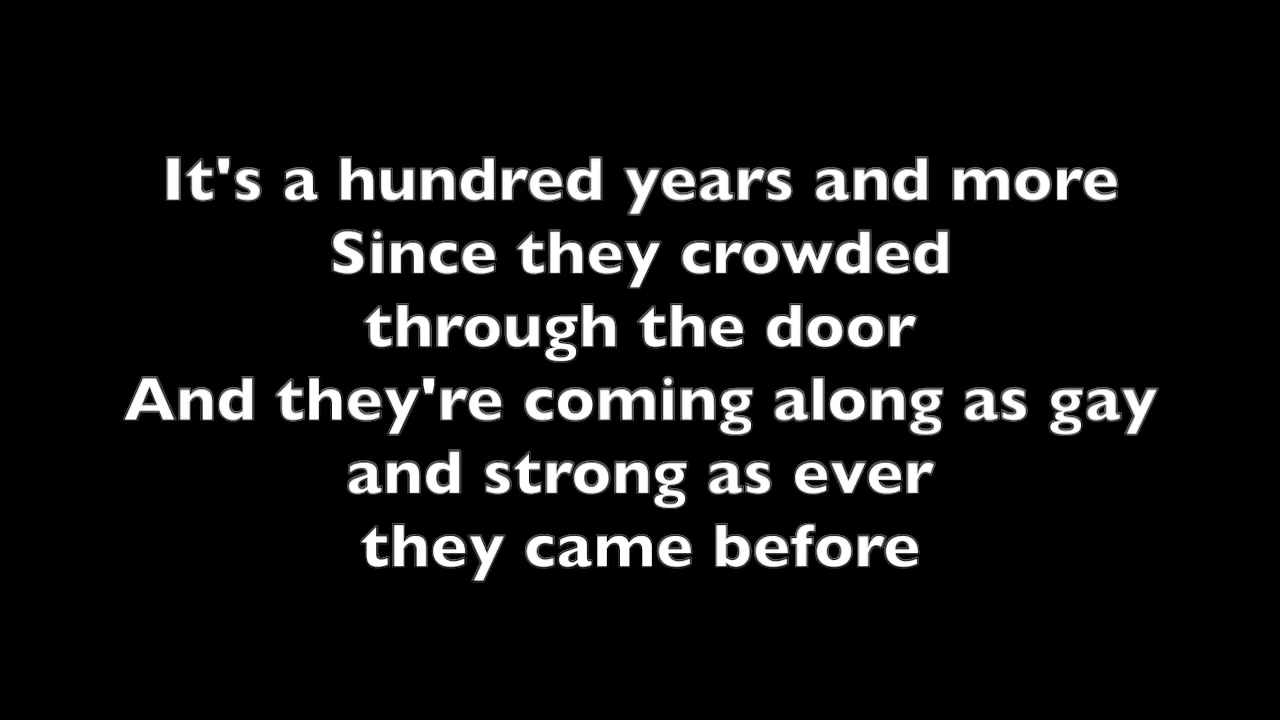 It's a hundred years and more
Since they crowded
through the door
And they're coming along as gay
and strong as ever
they came before